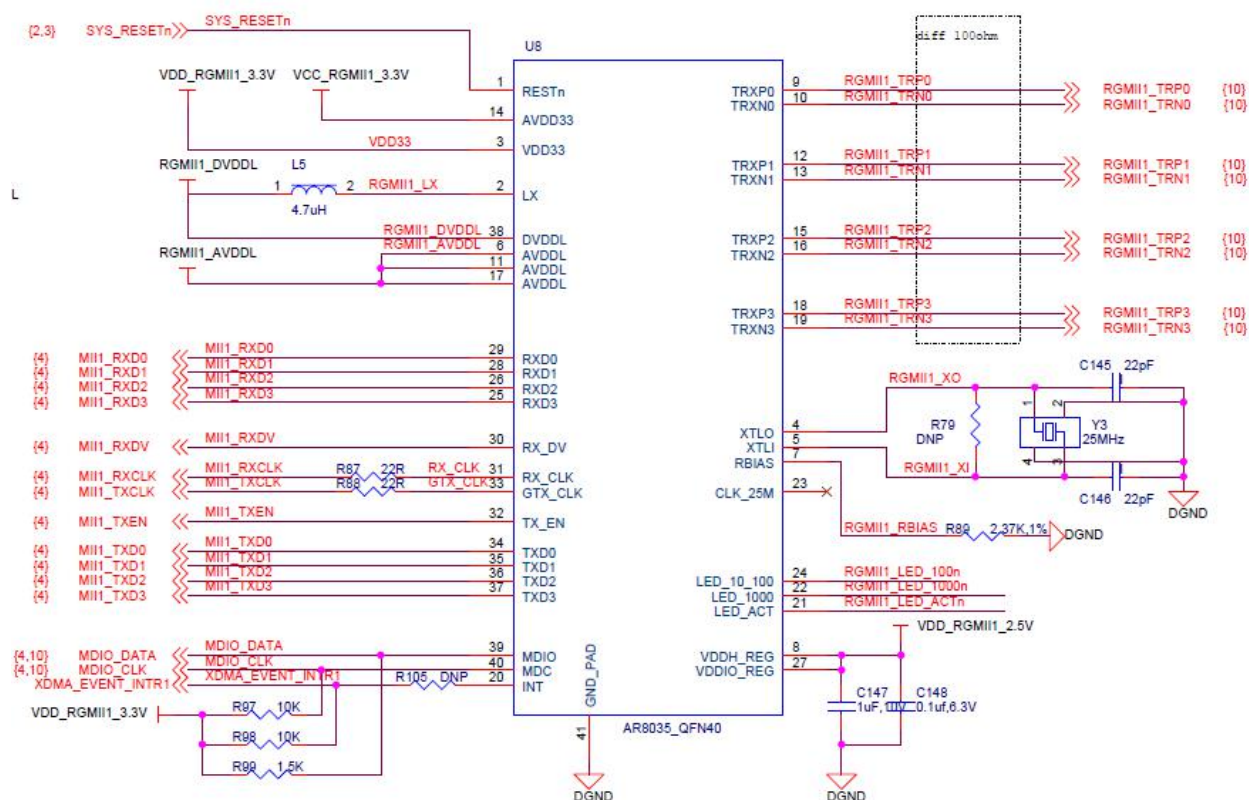 {2,3} SYS_RESETn
SYS_RESETn
VDD_RGMII1_3.3V
VCC_RGMII1_3.3V
VDD33
RGMII1_DVDDL
L5
1 2
4.7uH
RGMII1_LX
L
RGMII1_DVDDL
RGMII1_AVDDL
RGMII1_AVDDL
{4} MII1_RXD0 MII1_RXD0
{4} MII1_RXD1 MII1_RXD1
{4} MII1_RXD2 MII1_RXD2
{4} MII1_RXD3 MII1_RXD3
{4} MII1_RXDV MII1_RXDV
{4} MII1_RXCLK MII1_RXCLK R87 22R RX_CLK
{4} MII1_TXCLK MII1_TXCLK R88 22R GTX_CLK
{4} MII1_TXEN MII1_TXEN
{4} MII1_TXD0 MII1_TXD0
{4} MII1_TXD1 MII1_TXD1
{4} MII1_TXD2 MII1_TXD2
{4} MII1_TXD3 MII1_TXD3
{4,10} MDIO_DATA MDIO_DATA
{4,10} MDIO_CLK MDIO_CLK
XDMA_EVENT_INTR1 XDMA_EVENT_INTR1 R105 DNP
VDD_RGMII1_3.3V
R97 10K
R98 10K
R99 1.5K
U8
1 RESTn
14 AVDD33
3 VDD33
2 LX
38 DVDDL
6 AVDDL
11 AVDDL
17 AVDDL
29 RXD0
28 RXD1
26 RXD2
25 RXD3
30 RX_DV
31 RX_CLK
33 GTX_CLK
32 TX_EN
34 TXD0
35 TXD1
36 TXD2
37 TXD3
39 MDIO
40 MDC
20 INT
GND_PAD
41
DGND
AR8035_QFN40
diff 100ohm
TRXP0 9 RGMII1_TRP0 RGMII1_TRP0 {10}
TRXN0 10 RGMII1_TRN0 RGMII1_TRN0 {10}
TRXP1 12 RGMII1_TRP1 RGMII1_TRP1 {10}
TRXN1 13 RGMII1_TRN1 RGMII1_TRN1 {10}
TRXP2 15 RGMII1_TRP2 RGMII1_TRP2 {10}
TRXN2 16 RGMII1_TRN2 RGMII1_TRN2 {10}
TRXP3 18 RGMII1_TRP3 RGMII1_TRP3 {10}
TRXN3 19 RGMII1_TRN3 RGMII1_TRN3 {10}
XTLO 4 RGMII1_XO
XTLI 5 RGMII1_XI
RBIAS 7
CLK_25M 23
R79
DNP
C145 22pF
1 2
Y3
25MHz
4 3
C146 22pF
DGND
RGMII1_RBIAS R89 2.37K,1% DGND
LED_10_100 24 RGMII1_LED_100n
LED_1000 22 RGMII1_LED_1000n
LED_ACT 21 RGMII1_LED_ACTn
VDD_RGMII1_2.5V
VDDH_REG 8
VDDIO_REG 27
C147 C148
0.1uf,6.3V
DGND